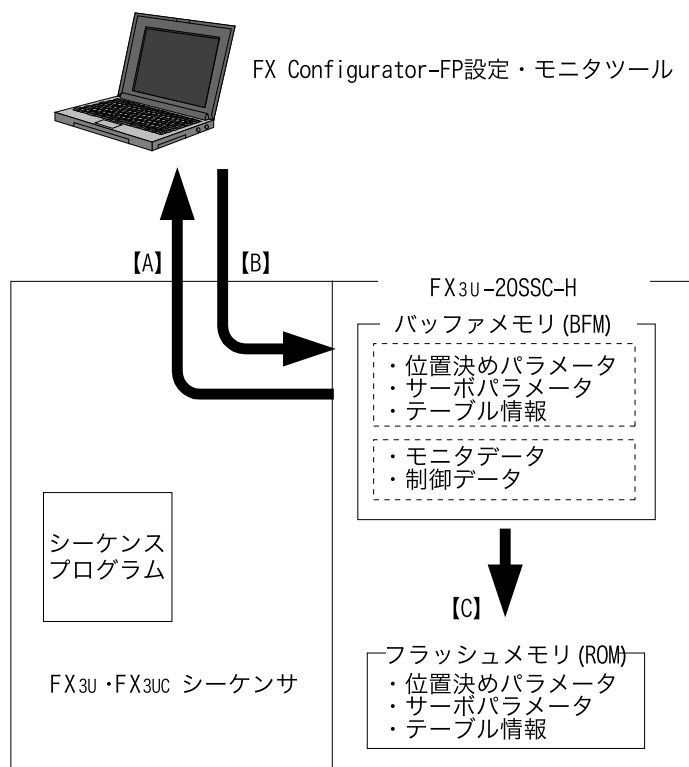 FX Configurator-FP設定・モニタツール
【A】
【B】
FX3U-20SSC-H
バッファメモリ(BFM)
・位置決めパラメータ
・サーボパラメータ
・テーブル情報
・モニタデータ
・制御データ
シーケンス
プログラム
【C】
FX3U・FX3UC シーケンサ
フラッシュメモリ(ROM)
・位置決めパラメータ
・サーボパラメータ
・テーブル情報